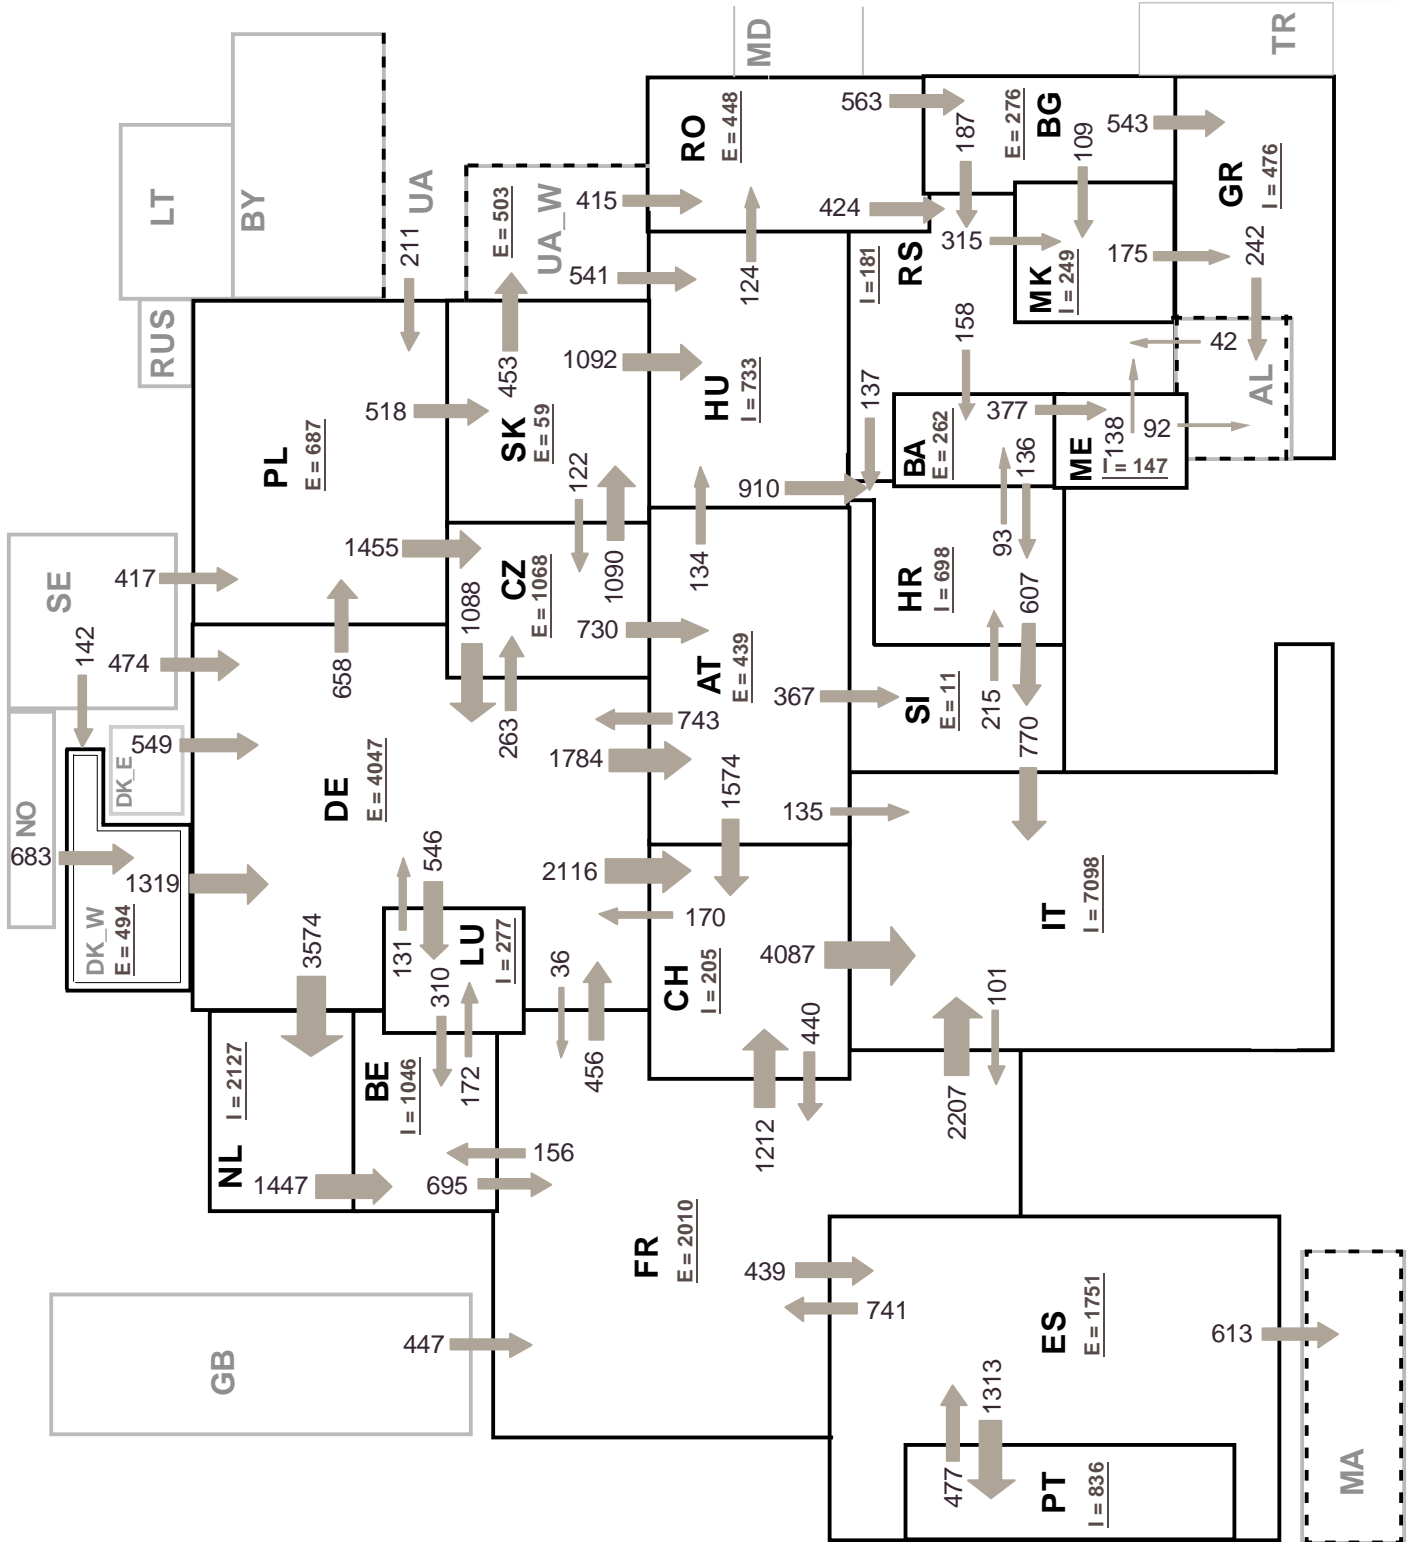 MD
TR
LT
BY
UA
211
RUS
UA_W
E = 503
415
541
RO
E = 448
563
187
E = 276
BG
109
543
GR
I = 476
424
315
RS
I = 181
MK
I = 249
175
242
124
158
42
AL
453
1092
HU
I = 733
137
377
BA
E = 262
136
ME
138
I = 147
92
518
SK
E = 59
122
PL
E = 687
910
93
1455
1090
134
HR
I = 698
607
CZ
E = 1068
1088
SE
417
142
474
658
263
730
AT
E = 439
367
SI
E = 11
215
770
743
1784
1574
135
549
DK_E
NO
683
DE
E = 4047
1319
DK_W
E = 494
546
131
2116
170
IT
I = 7098
3574
LU
I = 277
310
172
36
456
CH
I = 205
4087
440
1212
101
2207
I = 2127
NL
BE
I = 1046
1447
695
156
FR
E = 2010
439
741
GB
447
ES
E = 1751
613
477
1313
PT
I = 836
MA